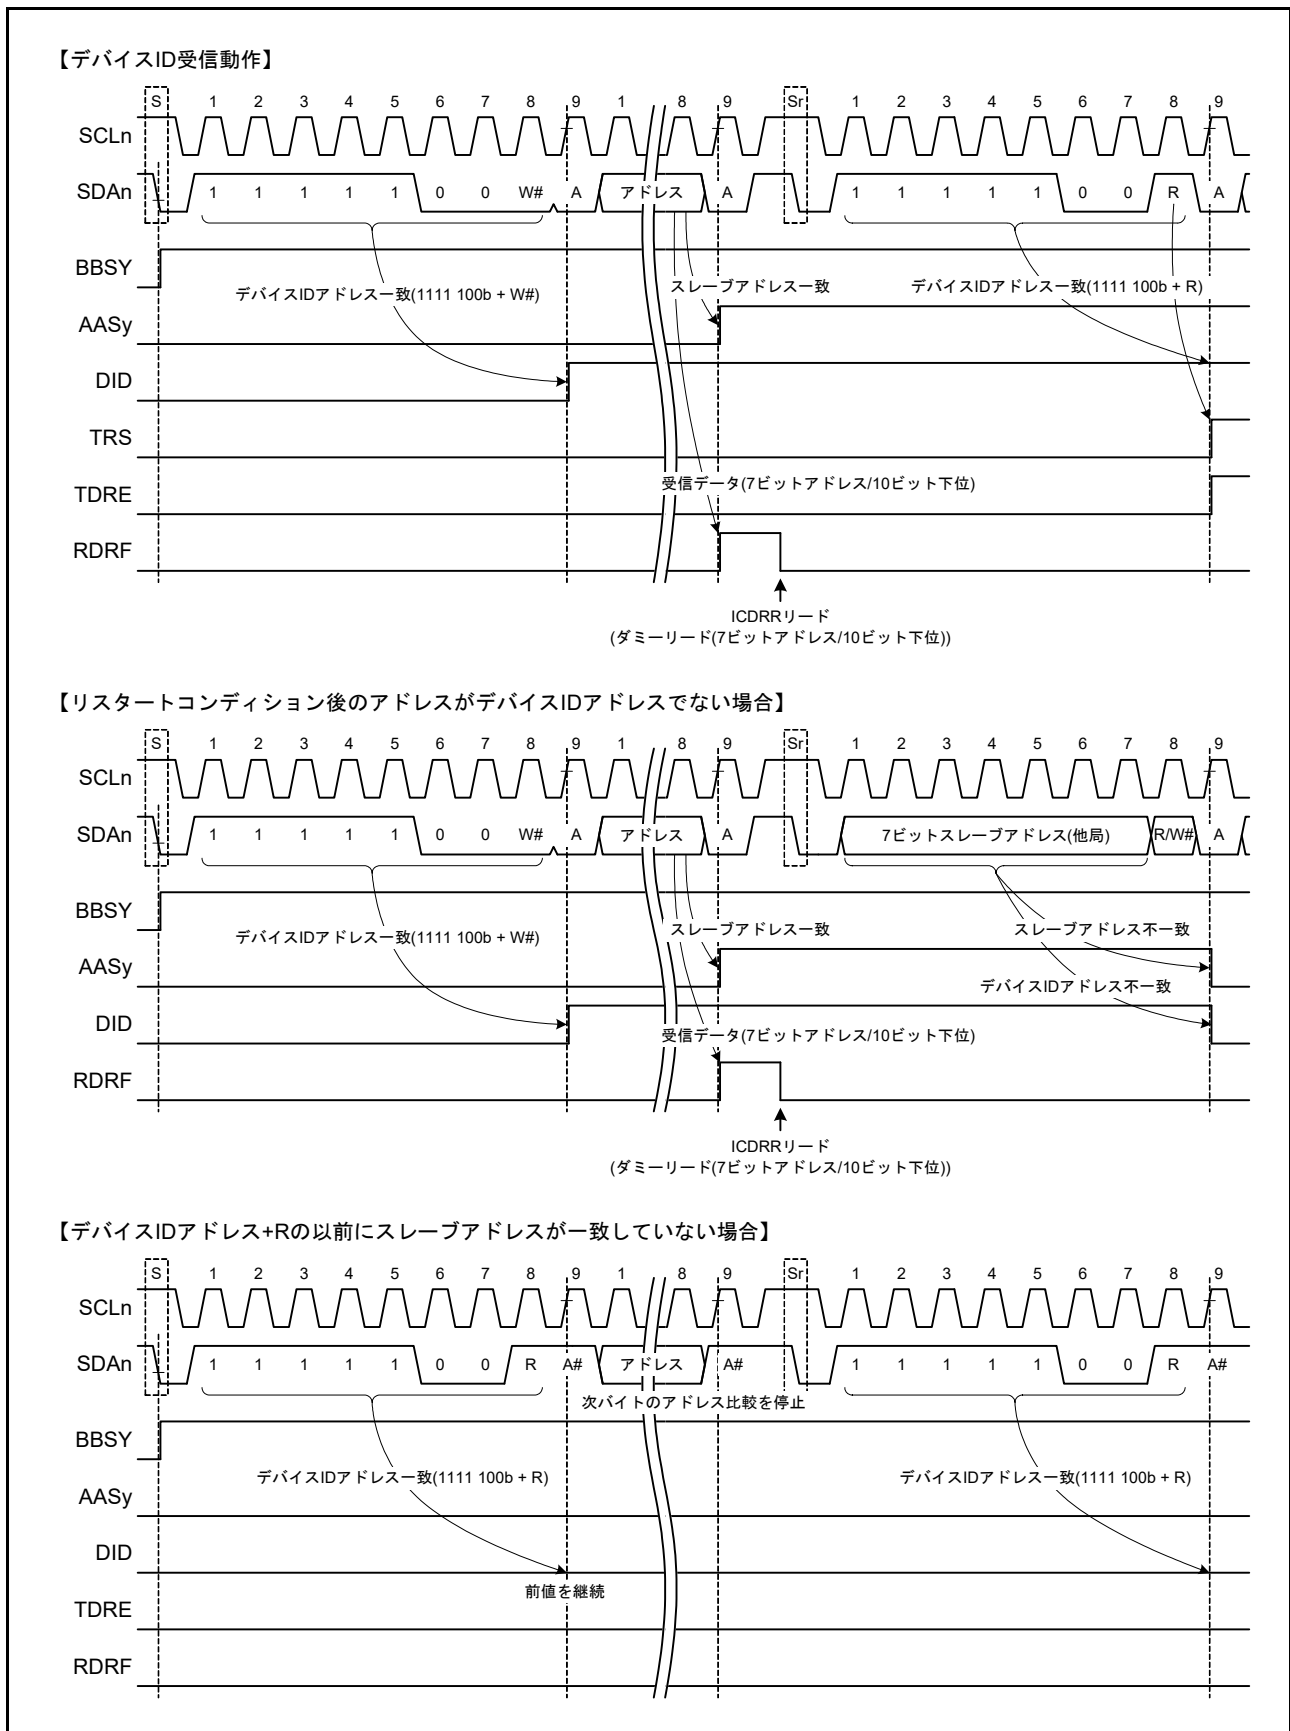 【デバイスID受信動作】
S 1 2 3 4 5 6 7 8 9 1 8 9 Sr 1 2 3 4 5 6 7 8 9
SCLn
SDAn 1 1 1 1 1 0 0 W# A アドレス A 1 1 1 1 1 0 0 R A
BBSY
デバイスIDアドレス一致(1111 100b + W#) スレーブアドレス一致 デバイスIDアドレス一致(1111 100b + R)
AASy
DID
TRS
受信データ(7ビットアドレス/10ビット下位)
TDRE
RDRF
ICDRRリード
(ダミーリード(7ビットアドレス/10ビット下位))
【リスタートコンディション後のアドレスがデバイスIDアドレスでない場合】
S 1 2 3 4 5 6 7 8 9 1 8 9 Sr 1 2 3 4 5 6 7 8 9
SCLn
SDAn 1 1 1 1 1 0 0 W# A アドレス A 7ビットスレーブアドレス(他局) R/W# A
BBSY
デバイスIDアドレス一致(1111 100b + W#) スレーブアドレス一致 スレーブアドレス不一致
AASy
デバイスIDアドレス不一致
DID
受信データ(7ビットアドレス/10ビット下位)
RDRF
ICDRRリード
(ダミーリード(7ビットアドレス/10ビット下位))
【デバイスIDアドレス+Rの以前にスレーブアドレスが一致していない場合】
S 1 2 3 4 5 6 7 8 9 1 8 9 Sr 1 2 3 4 5 6 7 8 9
SCLn
SDAn 1 1 1 1 1 0 0 R A# アドレス A# 1 1 1 1 1 0 0 R A#
次バイトのアドレス比較を停止
BBSY
デバイスIDアドレス一致(1111 100b + R) デバイスIDアドレス一致(1111 100b + R)
AASy
DID
前値を継続
TDRE
RDRF